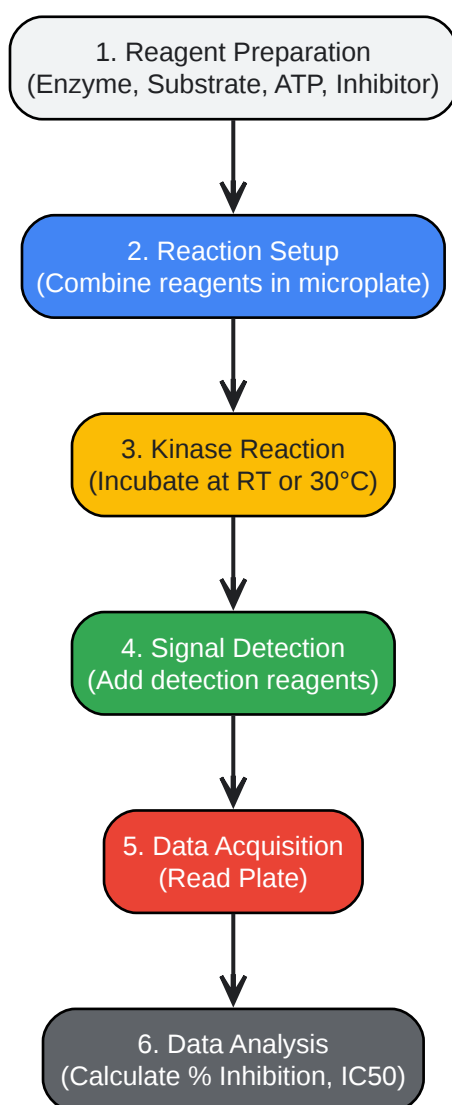 1. Reagent Preparation
(Enzyme, Substrate, ATP, Inhibitor)
2. Reaction Setup
(Combine reagents in microplate)
3. Kinase Reaction
(Incubate at RT or 30°C)
4. Signal Detection
(Add detection reagents)
5. Data Acquisition
(Read Plate)
6. Data Analysis
(Calculate % Inhibition, IC50)